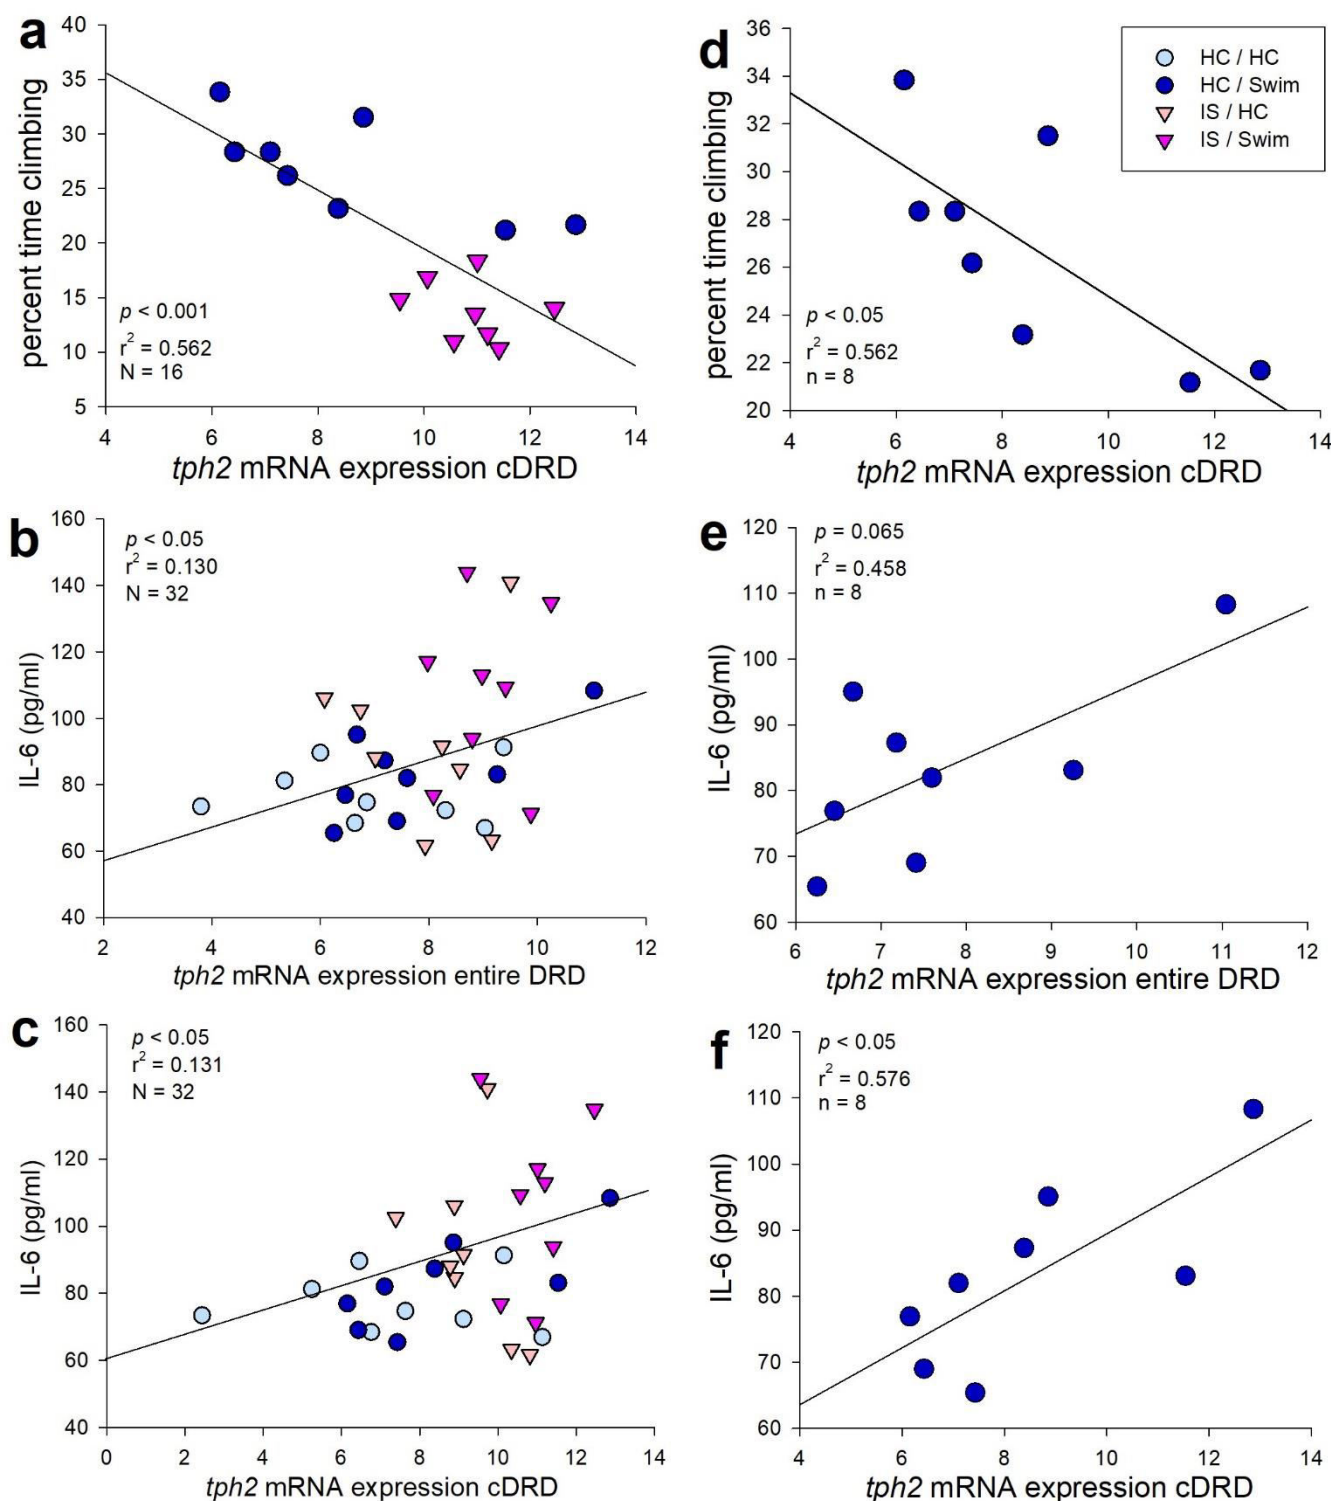 a
percent time climbing
40
35
30
25
20
15
10
5
p < 0.001
r² = 0.562
N = 16
4 6 8 10 12 14
tph2 mRNA expression cDRD
d
percent time climbing
36
34
32
30
28
26
24
22
20
HC / HC
HC / Swim
IS / HC
IS / Swim
p < 0.05
r² = 0.562
n = 8
4 6 8 10 12 14
tph2 mRNA expression cDRD
b
IL-6 (pg/ml)
160
140
120
100
80
60
40
p < 0.05
r² = 0.130
N = 32
2 4 6 8 10 12
tph2 mRNA expression entire DRD
e
IL-6 (pg/ml)
120
110
100
90
80
70
60
p = 0.065
r² = 0.458
n = 8
6 7 8 9 10 11 12
tph2 mRNA expression entire DRD
c
IL-6 (pg/ml)
160
140
120
100
80
60
40
p < 0.05
r² = 0.131
N = 32
0 2 4 6 8 10 12 14
tph2 mRNA expression cDRD
f
IL-6 (pg/ml)
120
110
100
90
80
70
60
p < 0.05
r² = 0.576
n = 8
4 6 8 10 12 14
tph2 mRNA expression cDRD